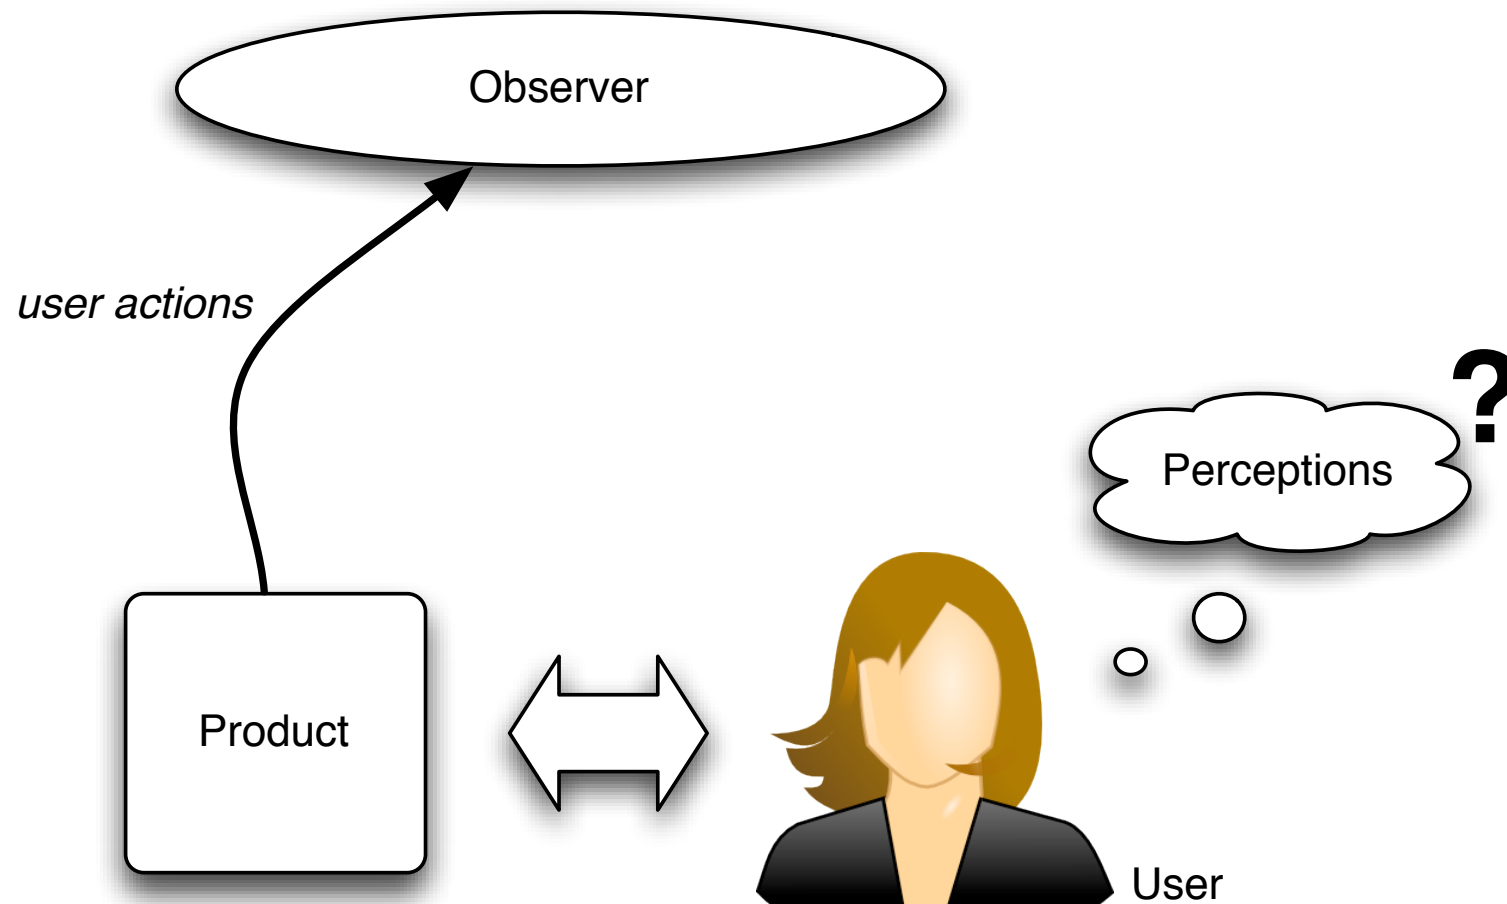 Observer
user actions
?
Perceptions
Product
User